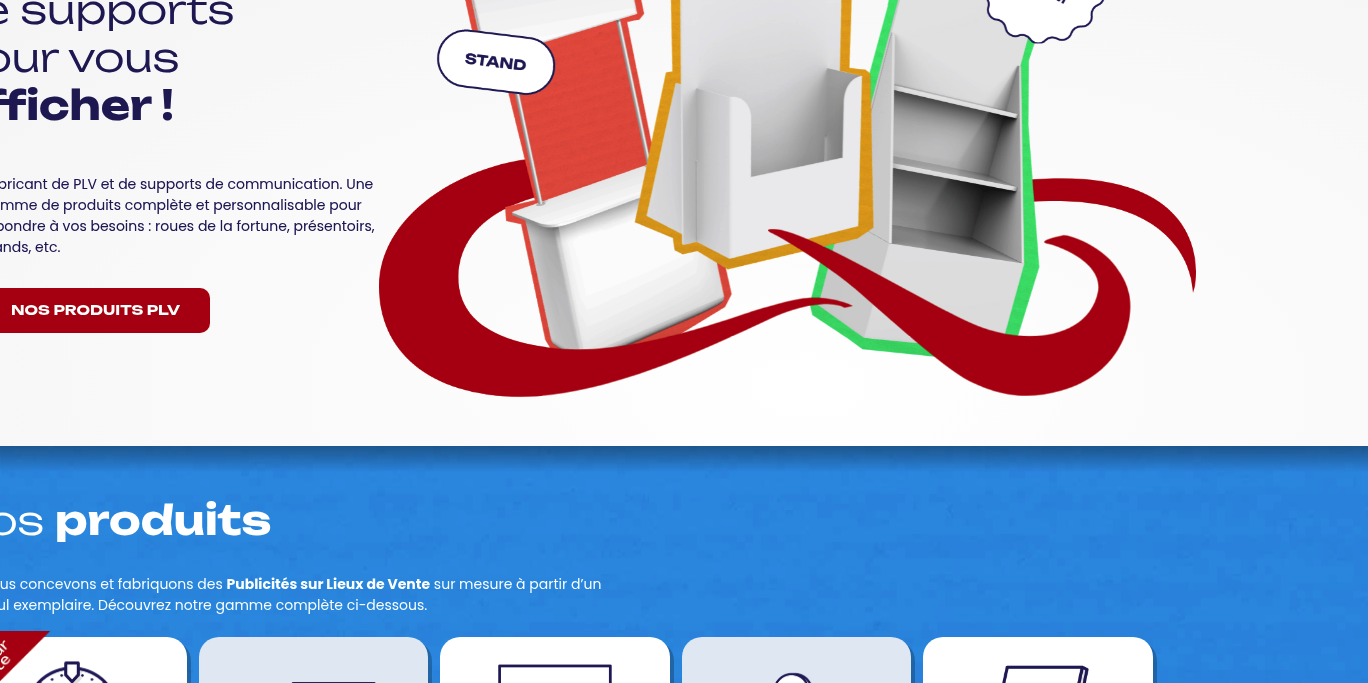 supports
vous
fficher !
STAND
bricant de PLV et de supports de communication. Une
mme de produits complète et personnalisable pour
pondre à vos besoins : roues de la fortune, présentoirs,
ands, etc.
NOS PRODUITS PLV
os produits
us concevons et fabriquons des Publicités sur Lieux de Vente sur mesure à partir d’un
ul exemplaire. Découvrez notre gamme complète ci-dessous.